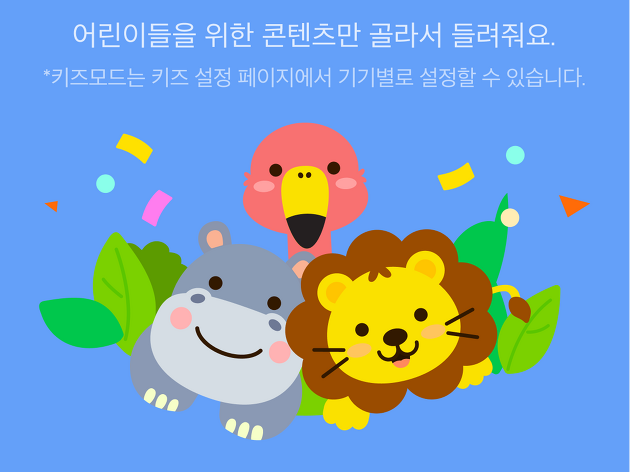 어린이들을 위한 콘텐츠만 골라서 들려줘요.
*키즈모드는 키즈 설정 페이지에서 기기별로 설정할 수 있습니다.